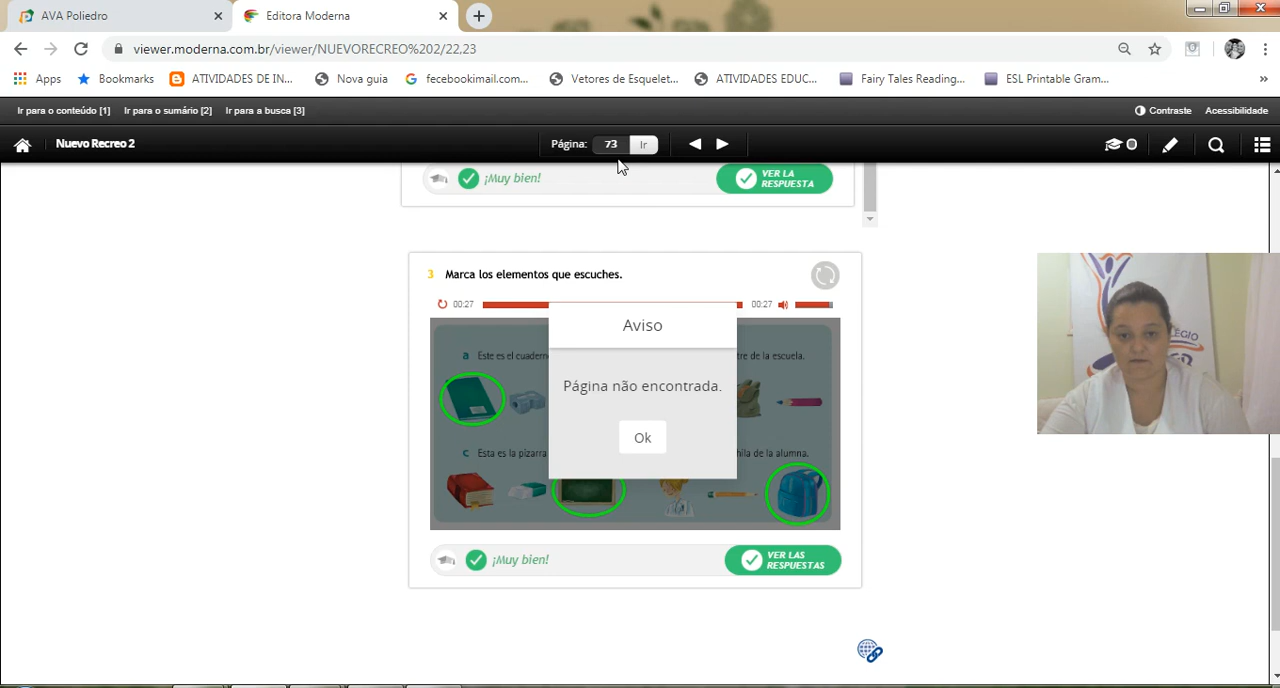 AVA Poliedro
Editora Moderna
viewer.moderna.com.br/viewer/NUEVORECREO%202/22,23
Apps Bookmarks ATIVIDADES DE IN... Nova guia fecebookimail.com... Vetores de Esquelet... ATIVIDADES EDUC... Fairy Tales Reading... ESL Printable Gram... »
Ir para o conteúdo [1] Ir para o sumário [2] Ir para a busca [3] Contraste Acessibilidade
Nuevo Recreo 2 Página: 73 Ir 0
¡Muy bien! VER LA
RESPUESTA
3 Marca los elementos que escuches.
00:27 00:27
Aviso
a Este es el cuaderno tre de la escuela.
Página não encontrada.
Ok
c Esta es la pizarra hila de la alumna.
¡Muy bien! VER LAS
RESPUESTAS